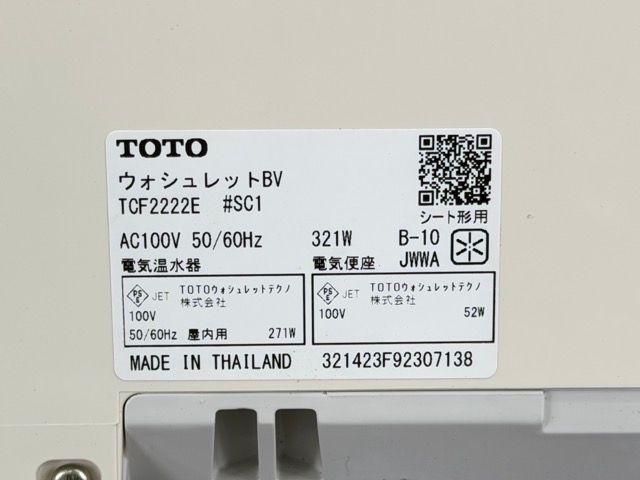 TOTO
ウォシュレットBV
TCF2222E #SC1
シート形用
AC100V 50/60Hz 321W B-10
電気温水器 電気便座 JWWA
PS E JET TOTOウォシュレットテクノ
株式会社
100V
50/60Hz 屋内用 271W
PS E JET TOTOウォシュレットテクノ
株式会社
100V 52W
MADE IN THAILAND 321423F92307138